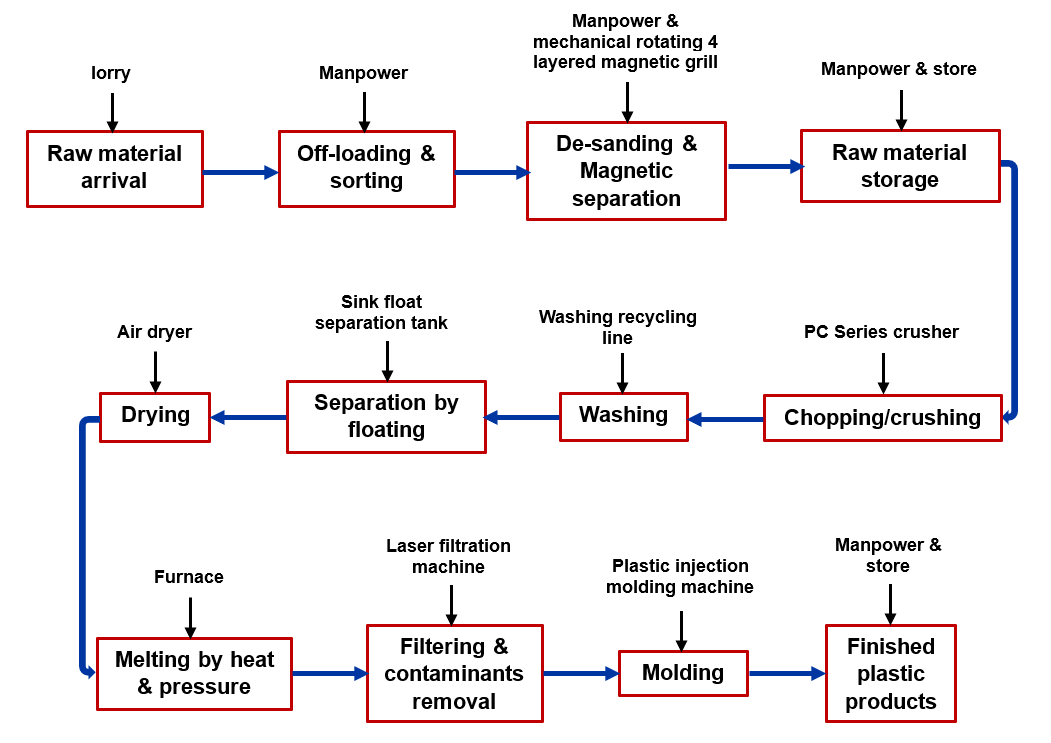 lorry
Manpower
Manpower &
mechanical rotating 4
layered magnetic grill
Manpower & store
Raw material
arrival
Off-loading &
sorting
De-sanding &
Magnetic
separation
Raw material
storage
Air dryer
Sink float
separation tank
Washing recycling
line
PC Series crusher
Drying
Separation by
floating
Washing
Chopping/crushing
Furnace
Laser filtration
machine
Plastic injection
molding machine
Manpower &
store
Melting by heat
& pressure
Filtering &
contaminants
removal
Molding
Finished
plastic
products